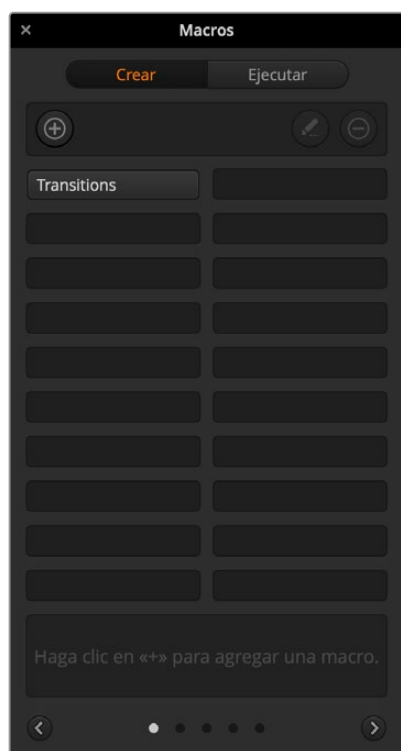 Macros
Crear
Ejecutar
Transitions
Haga clic en «+» para agregar una macro.